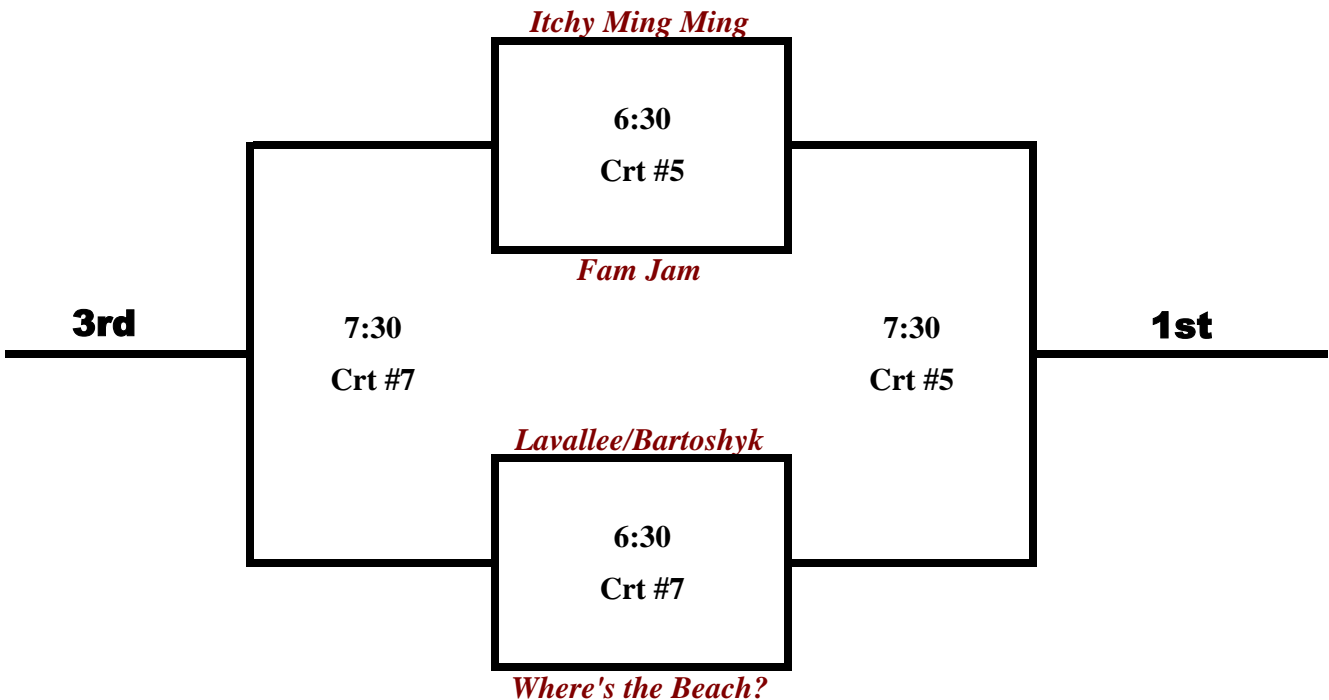 Itchy Ming Ming
6:30
Crt #5
Fam Jam
3rd
7:30
Crt #7
7:30
Crt #5
1st
Lavallee/Bartoshyk
6:30
Crt #7
Where's the Beach?